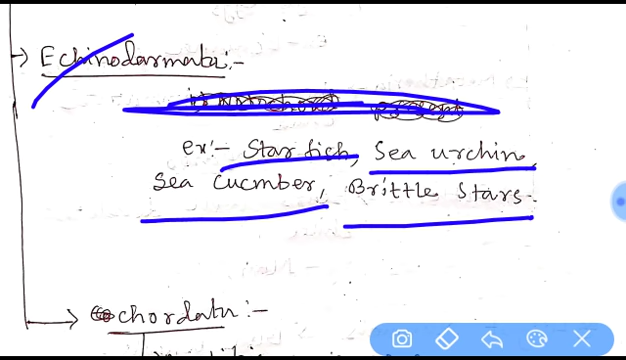 → Echinodarmata:-
ex:- Star fish, Sea urchin,
Sea Cucmber, Brittle Stars.
→ chordata:-